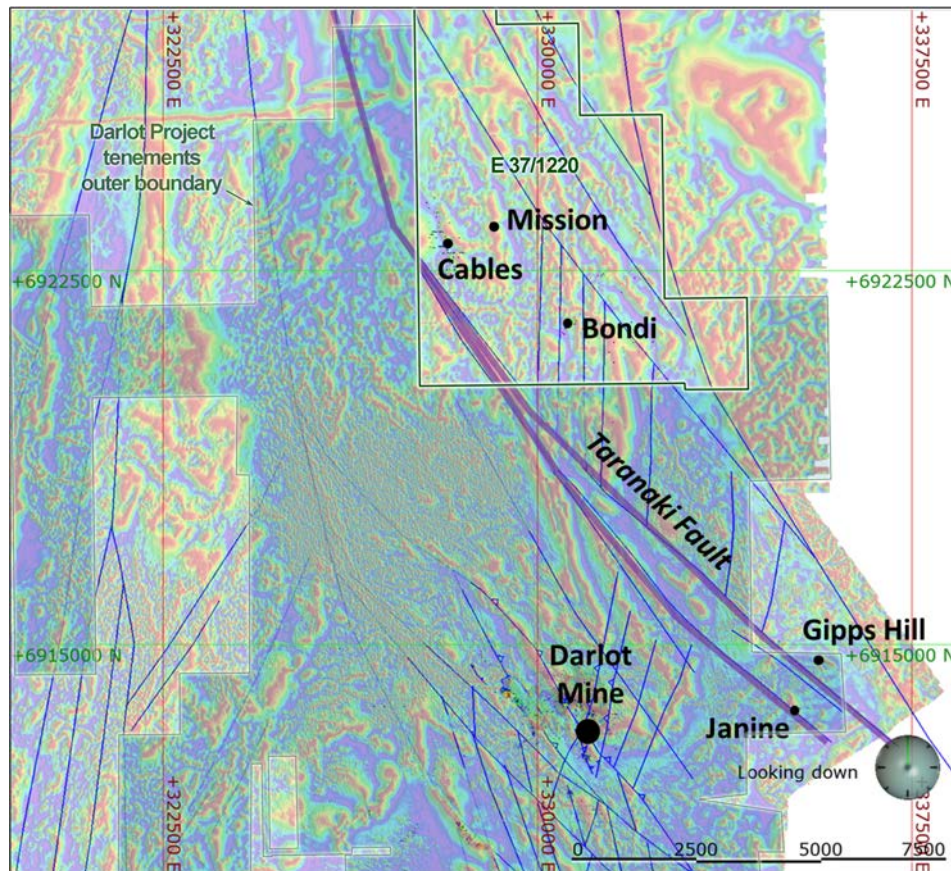 +322500 E
+330000 E
+337500 E
Darlot Project
tenements
outer boundary
E 37/1220
Mission
Cables
+6922500 N
+6922500 N
Bondi
Taranaki Fault
Gipps Hill
+6915000 N
+6915000 N
Darlot
Mine
Janine
Looking down
+322500 E
+330000 E
+337500 E
0 2500 5000 7500